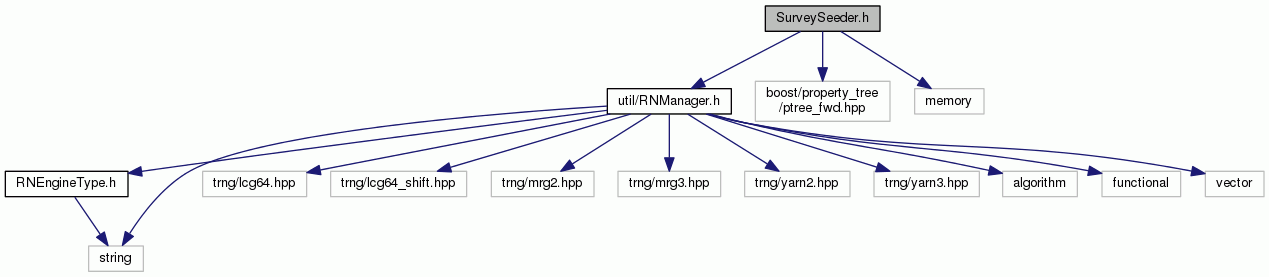 SurveySeeder.h
util/RNManager.h
boost/property_tree
/ptree_fwd.hpp
memory
RNEngineType.h
trng/lcg64.hpp
trng/lcg64_shift.hpp
trng/mrg2.hpp
trng/mrg3.hpp
trng/yarn2.hpp
trng/yarn3.hpp
algorithm
functional
vector
string